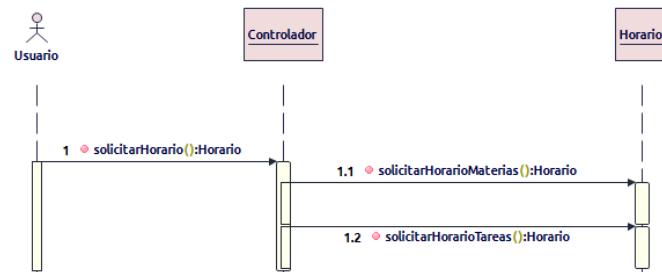 Usuario
Controlador
Horario
1 solicitarHorario():Horario
1.1 solicitarHorarioMaterias():Horario
1.2 solicitarHorarioTareas():Horario